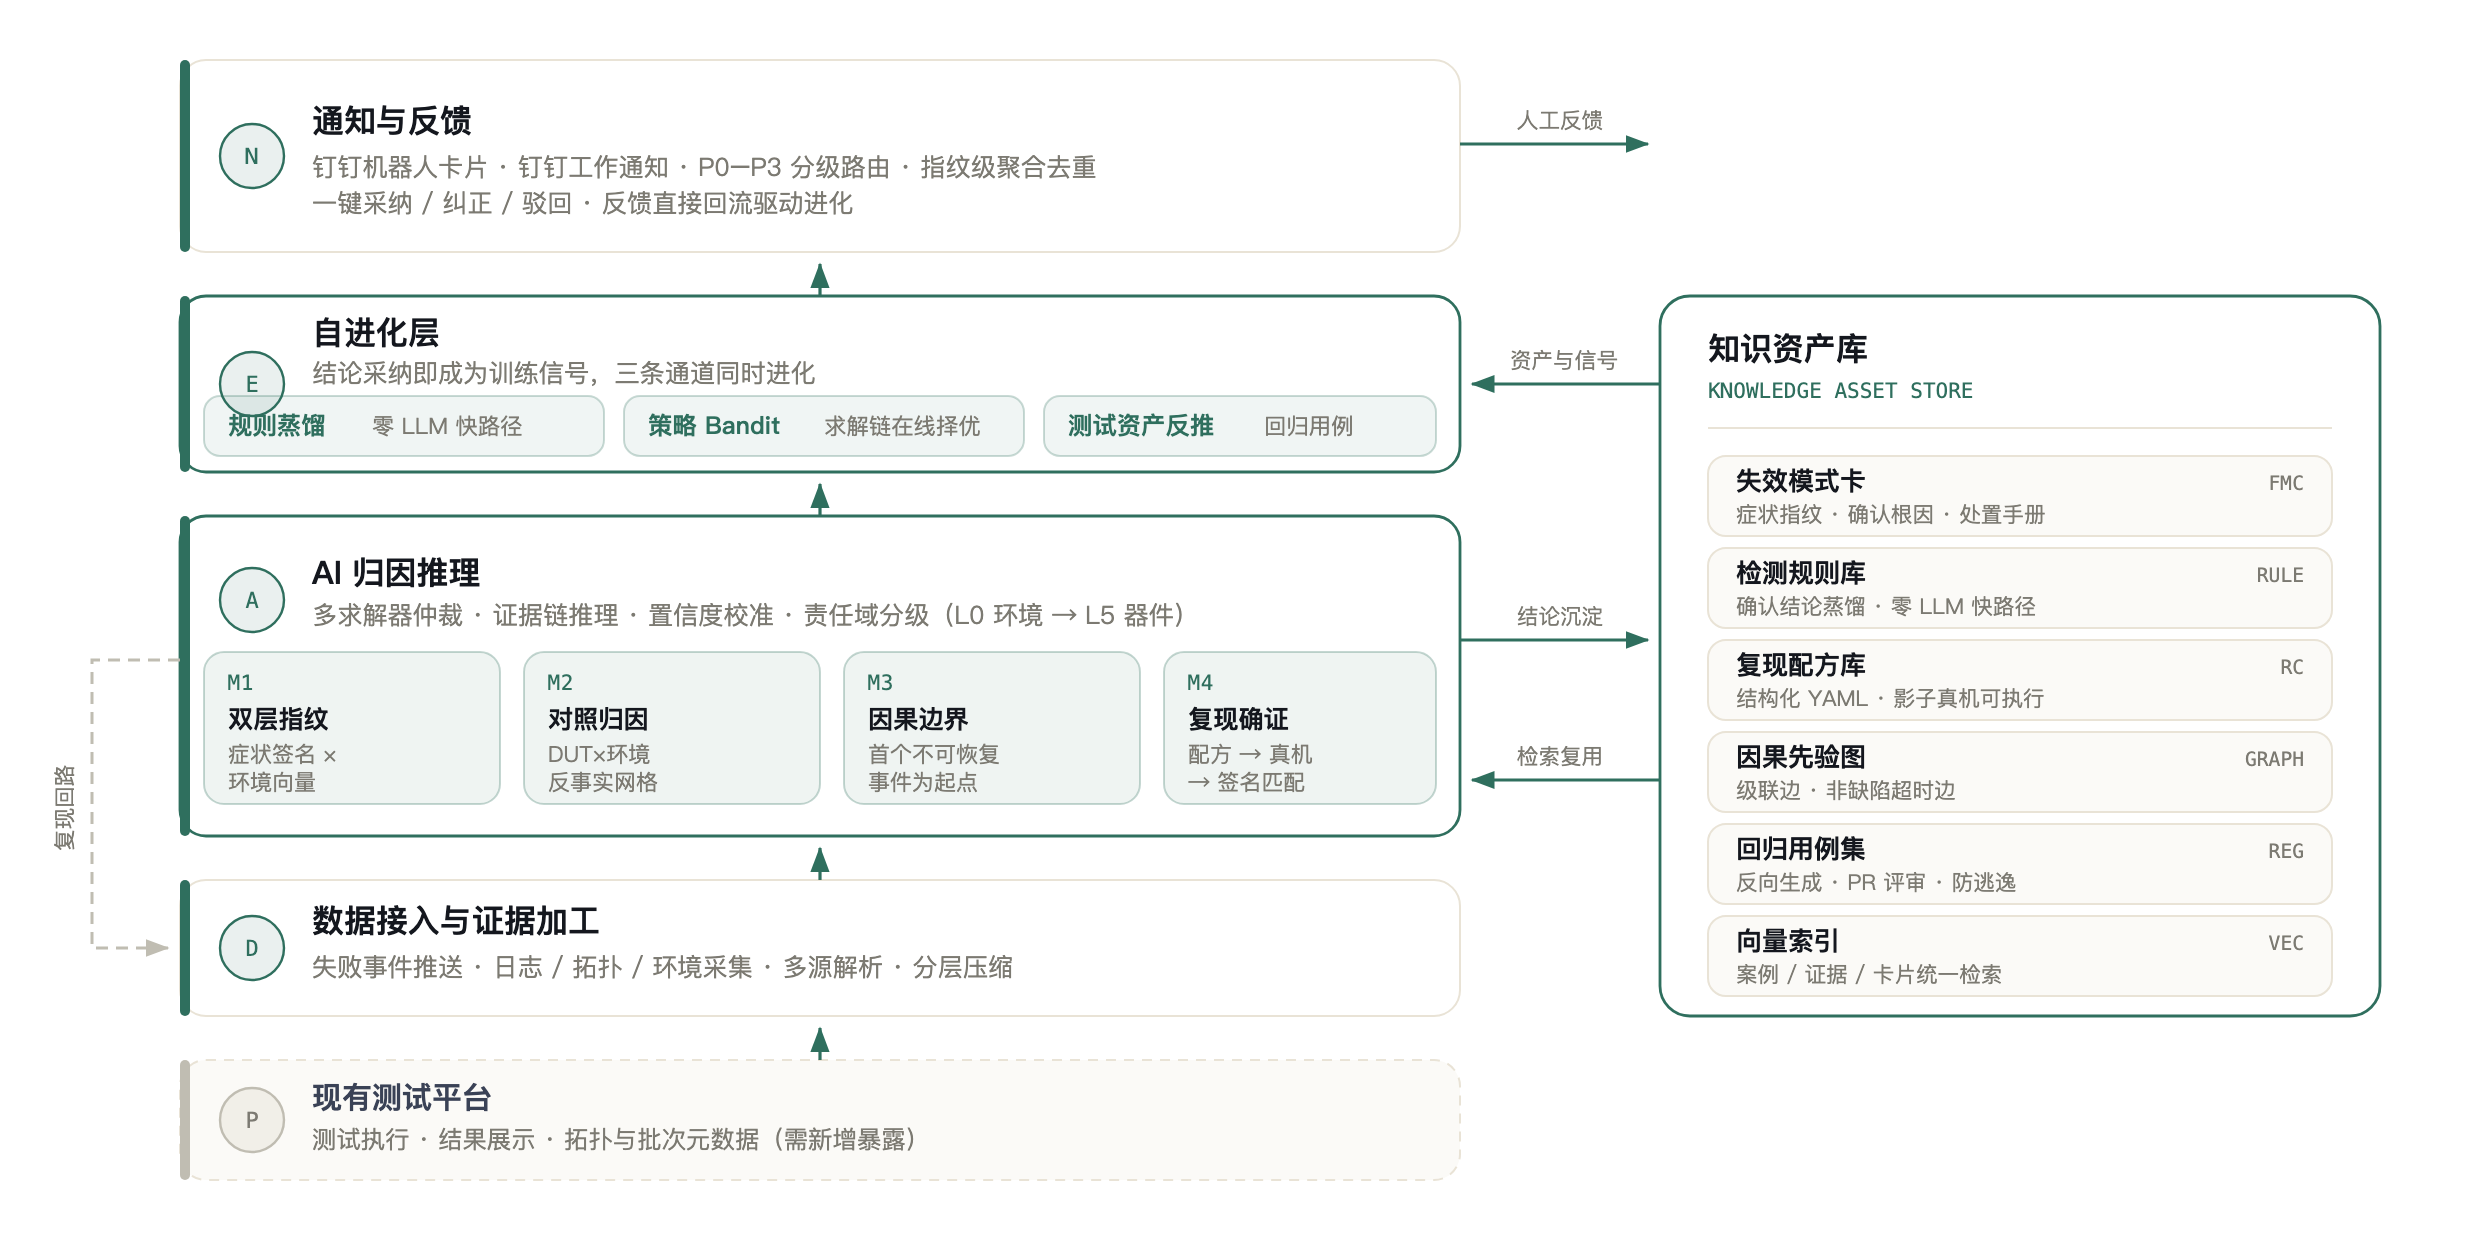 N
通知与反馈
钉钉机器人卡片 · 钉钉工作通知 · P0—P3 分级路由 · 指纹级聚合去重
一键采纳 / 纠正 / 驳回 · 反馈直接回流驱动进化
人工反馈
E
自进化层
结论采纳即成为训练信号，三条通道同时进化
规则蒸馏 零 LLM 快路径
策略 Bandit 求解链在线择优
测试资产反推 回归用例
资产与信号
A
AI 归因推理
多求解器仲裁 · 证据链推理 · 置信度校准 · 责任域分级（L0 环境 → L5 器件）
M1
双层指纹
症状签名 ×
环境向量
M2
对照归因
DUT×环境
反事实网格
M3
因果边界
首个不可恢复
事件为起点
M4
复现确证
配方 → 真机
→ 签名匹配
结论沉淀
检索复用
复现回路
D
数据接入与证据加工
失败事件推送 · 日志 / 拓扑 / 环境采集 · 多源解析 · 分层压缩
P
现有测试平台
测试执行 · 结果展示 · 拓扑与批次元数据（需新增暴露）
知识资产库
KNOWLEDGE ASSET STORE
失效模式卡 FMC
症状指纹 · 确认根因 · 处置手册
检测规则库 RULE
确认结论蒸馏 · 零 LLM 快路径
复现配方库 RC
结构化 YAML · 影子真机可执行
因果先验图 GRAPH
级联边 · 非缺陷超时边
回归用例集 REG
反向生成 · PR 评审 · 防逃逸
向量索引 VEC
案例 / 证据 / 卡片统一检索